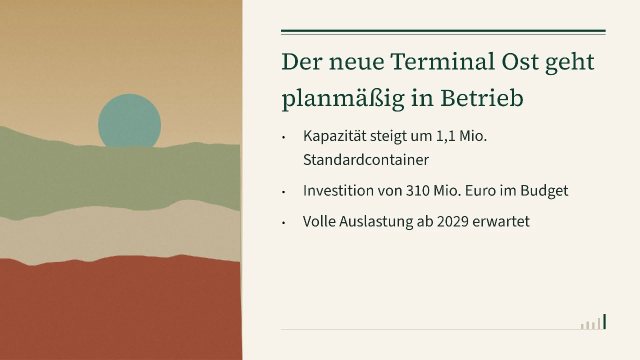 Der neue Terminal Ost geht
planmäßig in Betrieb
• Kapazität steigt um 1,1 Mio.
Standardcontainer
• Investition von 310 Mio. Euro im Budget
• Volle Auslastung ab 2029 erwartet